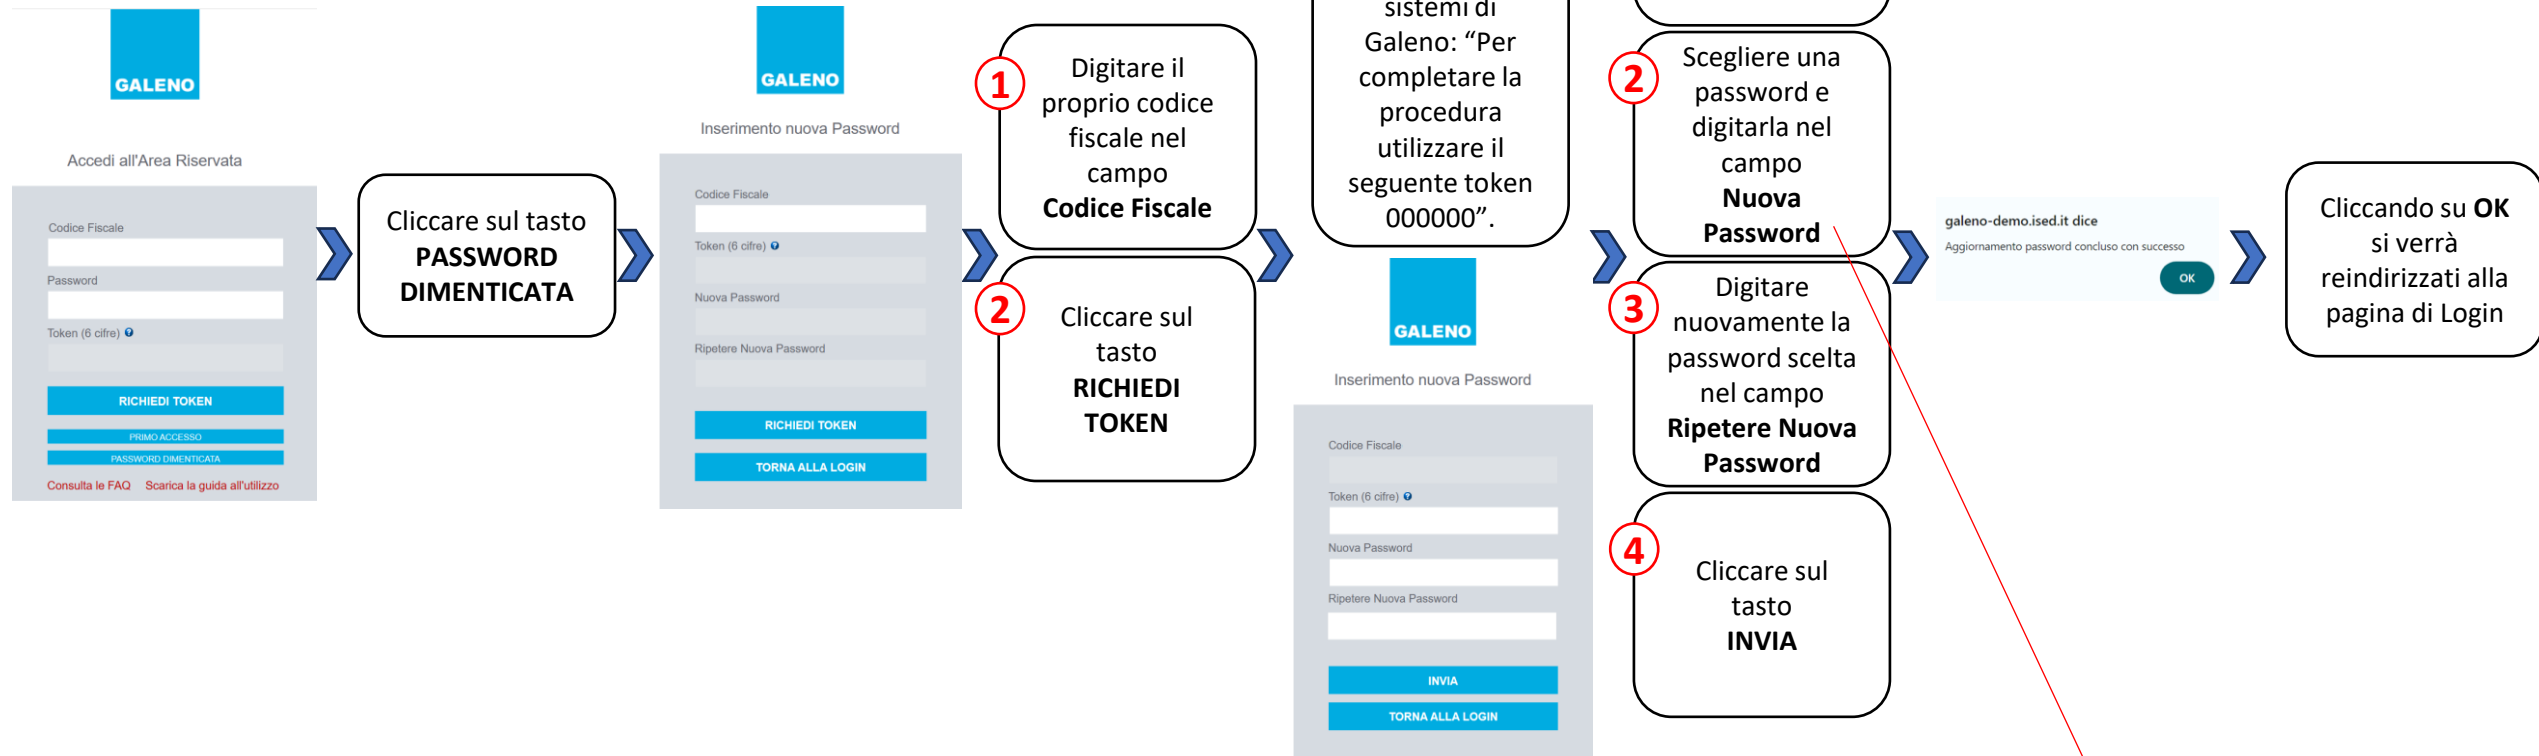 GALENO
Accedi all'Area Riservata
Codice Fiscale
Password
Token (6 cifre) ?
RICHIEDI TOKEN
PRIMO ACCESSO
PASSWORD DIMENTICATA
Consulta le FAQ Scarica la guida all'utilizzo
Cliccare sul tasto
PASSWORD
DIMENTICATA
GALENO
Inserimento nuova Password
Codice Fiscale
Token (6 cifre) ?
Nuova Password
Ripetere Nuova Password
RICHIEDI TOKEN
TORNA ALLA LOGIN
1
Digitare il
proprio codice
fiscale nel
campo
Codice Fiscale
2
Cliccare sul
tasto
RICHIEDI
TOKEN
sistemi di
Galeno: “Per
completare la
procedura
utilizzare il
seguente token
000000”.
GALENO
Inserimento nuova Password
Codice Fiscale
Token (6 cifre) ?
Nuova Password
Ripetere Nuova Password
INVIA
TORNA ALLA LOGIN
2
Scegliere una
password e
digitarla nel
campo
Nuova
Password
3
Digitare
nuovamente la
password scelta
nel campo
Ripetere Nuova
Password
4
Cliccare sul
tasto
INVIA
galeno-demo.ised.it dice
Aggiornamento password concluso con successo
OK
Cliccando su OK
si verrà
reindirizzati alla
pagina di Login